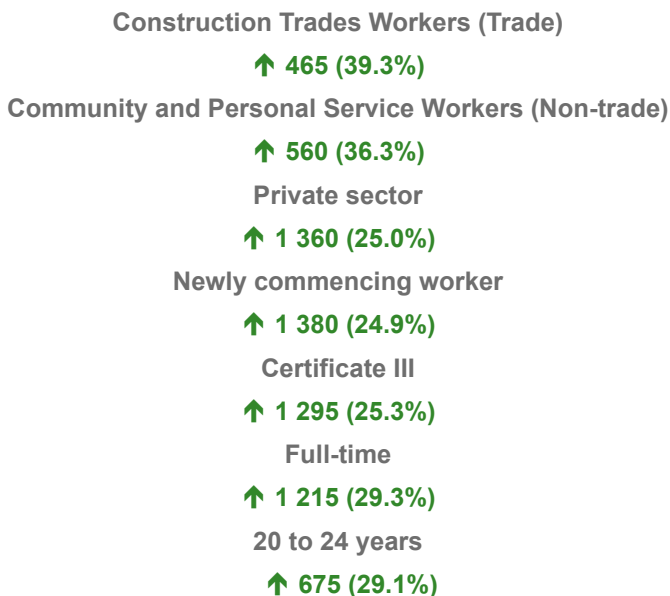 Construction Trades Workers (Trade)
↑ 465 (39.3%)
Community and Personal Service Workers (Non-trade)
↑ 560 (36.3%)
Private sector
↑ 1 360 (25.0%)
Newly commencing worker
↑ 1 380 (24.9%)
Certificate III
↑ 1 295 (25.3%)
Full-time
↑ 1 215 (29.3%)
20 to 24 years
↑ 675 (29.1%)